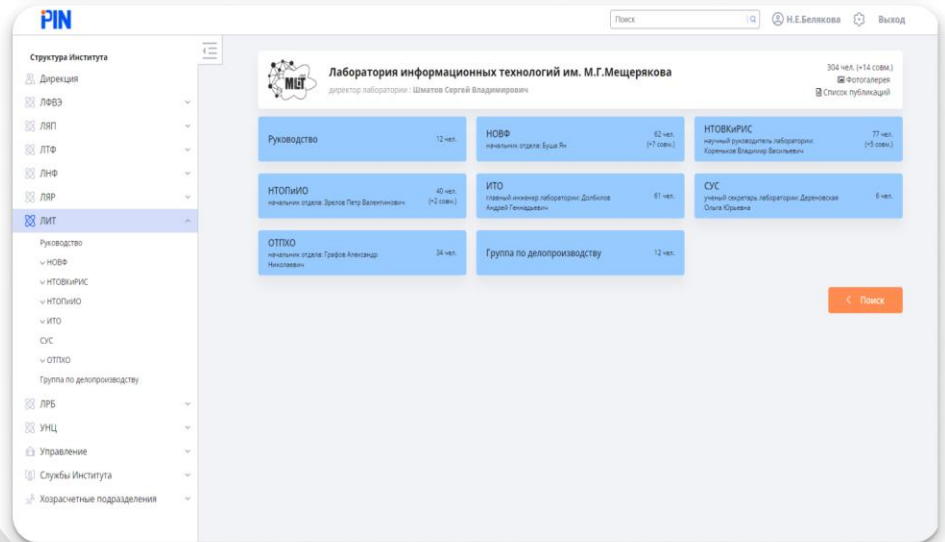 PIN
Поиск
Н.Е.Белякова
Выход
Структура Института
Дирекция
ЛФВЭ
ЛЯП
ЛТФ
ЛНФ
ЛЯР
ЛИТ
Руководство
НОВФ
НТОВКиРИС
НТОПиИО
ИТО
СУС
ОТПХО
Группа по делопроизводству
ЛРБ
УНЦ
Управление
Службы Института
Хозрасчетные подразделения
MLIT
Лаборатория информационных технологий им. М.Г.Мещерякова
директор лаборатории : Шматов Сергей Владимирович
304 чел. (+14 совм.)
Фотогалерея
Список публикаций
Руководство
12 чел.
НОВФ
начальник отдела: Буша Ян
62 чел.
(+7 совм.)
НТОВКиРИС
научный руководитель лаборатории:
Кореньков Владимир Васильевич
77 чел.
(+5 совм.)
НТОПиИО
начальник отдела: Зрелов Петр Валентинович
40 чел.
(+2 совм.)
ИТО
главный инженер лаборатории: Долбилов
Андрей Геннадьевич
61 чел.
СУС
ученый секретарь лаборатории: Дереновская
Ольга Юрьевна
6 чел.
ОТПХО
начальник отдела: Графов Александр
Николаевич
34 чел.
Группа по делопроизводству
12 чел.
Поиск